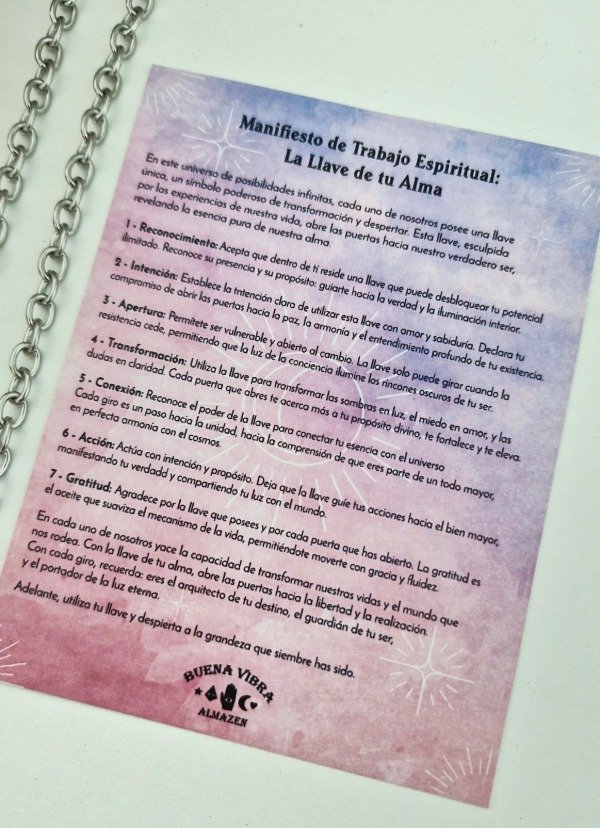 Manifiesto de Trabajo Espiritual:
La Llave de tu Alma
En este universo de posibilidades infinitas, cada uno de nosotros posee una llave
única, un símbolo poderoso de transformación y despertar. Esta llave, esculpida
por las experiencias de nuestra vida, abre las puertas hacia nuestro verdadero ser,
revelando la esencia pura de nuestra alma.
1 - Reconocimiento: Acepta que dentro de tí reside una llave que puede desbloquear tu potencial
ilimitado. Reconoce su presencia y su propósito: guiarte hacia la verdad y la iluminación interior.
2 - Intención: Establece la tntención clara de utilizar esta llave con amor y sabiduría. Declara tu
compromiso de abrir las puertas hacia la paz, la armonía y el entendimiento profundo de tu existencia.
3 - Apertura: Permítete ser vulnerable y abierto al cambio. La llave solo puede girar cuando la
resistencia cede, permitiendo que la luz de la conciencia ilumine las rincones oscuros de tu ser.
4 - Transformación: Utiliza la llave para transformar las sombras en luz, el miedo en amor, y las
dudas en claridad. Cada puerta que abres te acerca más a tu propósito divino, te fortalece y te eleva.
5 - Conexión: Reconoce el poder de la llave para conectar tu esencia con el universo
Cada giro es un paso hacia la unidad, hacia la comprensión de que eres parte de un todo mayor,
en perfecta armonía con el cosmos.
6 - Acción: Actúa con intención y propósito. Deja que la llave guíe tus acciones hacia el bien mayor,
manifestando tu verdadd y compartiendo tu luz con el mundo.
7 - Gratitud: Agradece por la llave que posees y por cada puerta que has abierto. La gratitud es
el aceite que suaviza el mecanismo de la vida, permitiéndote moverte con gracia y fluidez.
En cada uno de nosotros yace la capacidad de transformar nuestras vidas y el mundo que
nos rodea. Con la llave de tu alma, abre las puertas hacia la libertad y la realización.
Con cada giro, recuerda: eres el arquitecto de tu destino, el guardián de tu ser,
y el portador de la luz eterna.
Adelante, utiliza tu llave y despierta a la grandeza que siembre has sido.
BUENA VIBRA
ALMAZEN